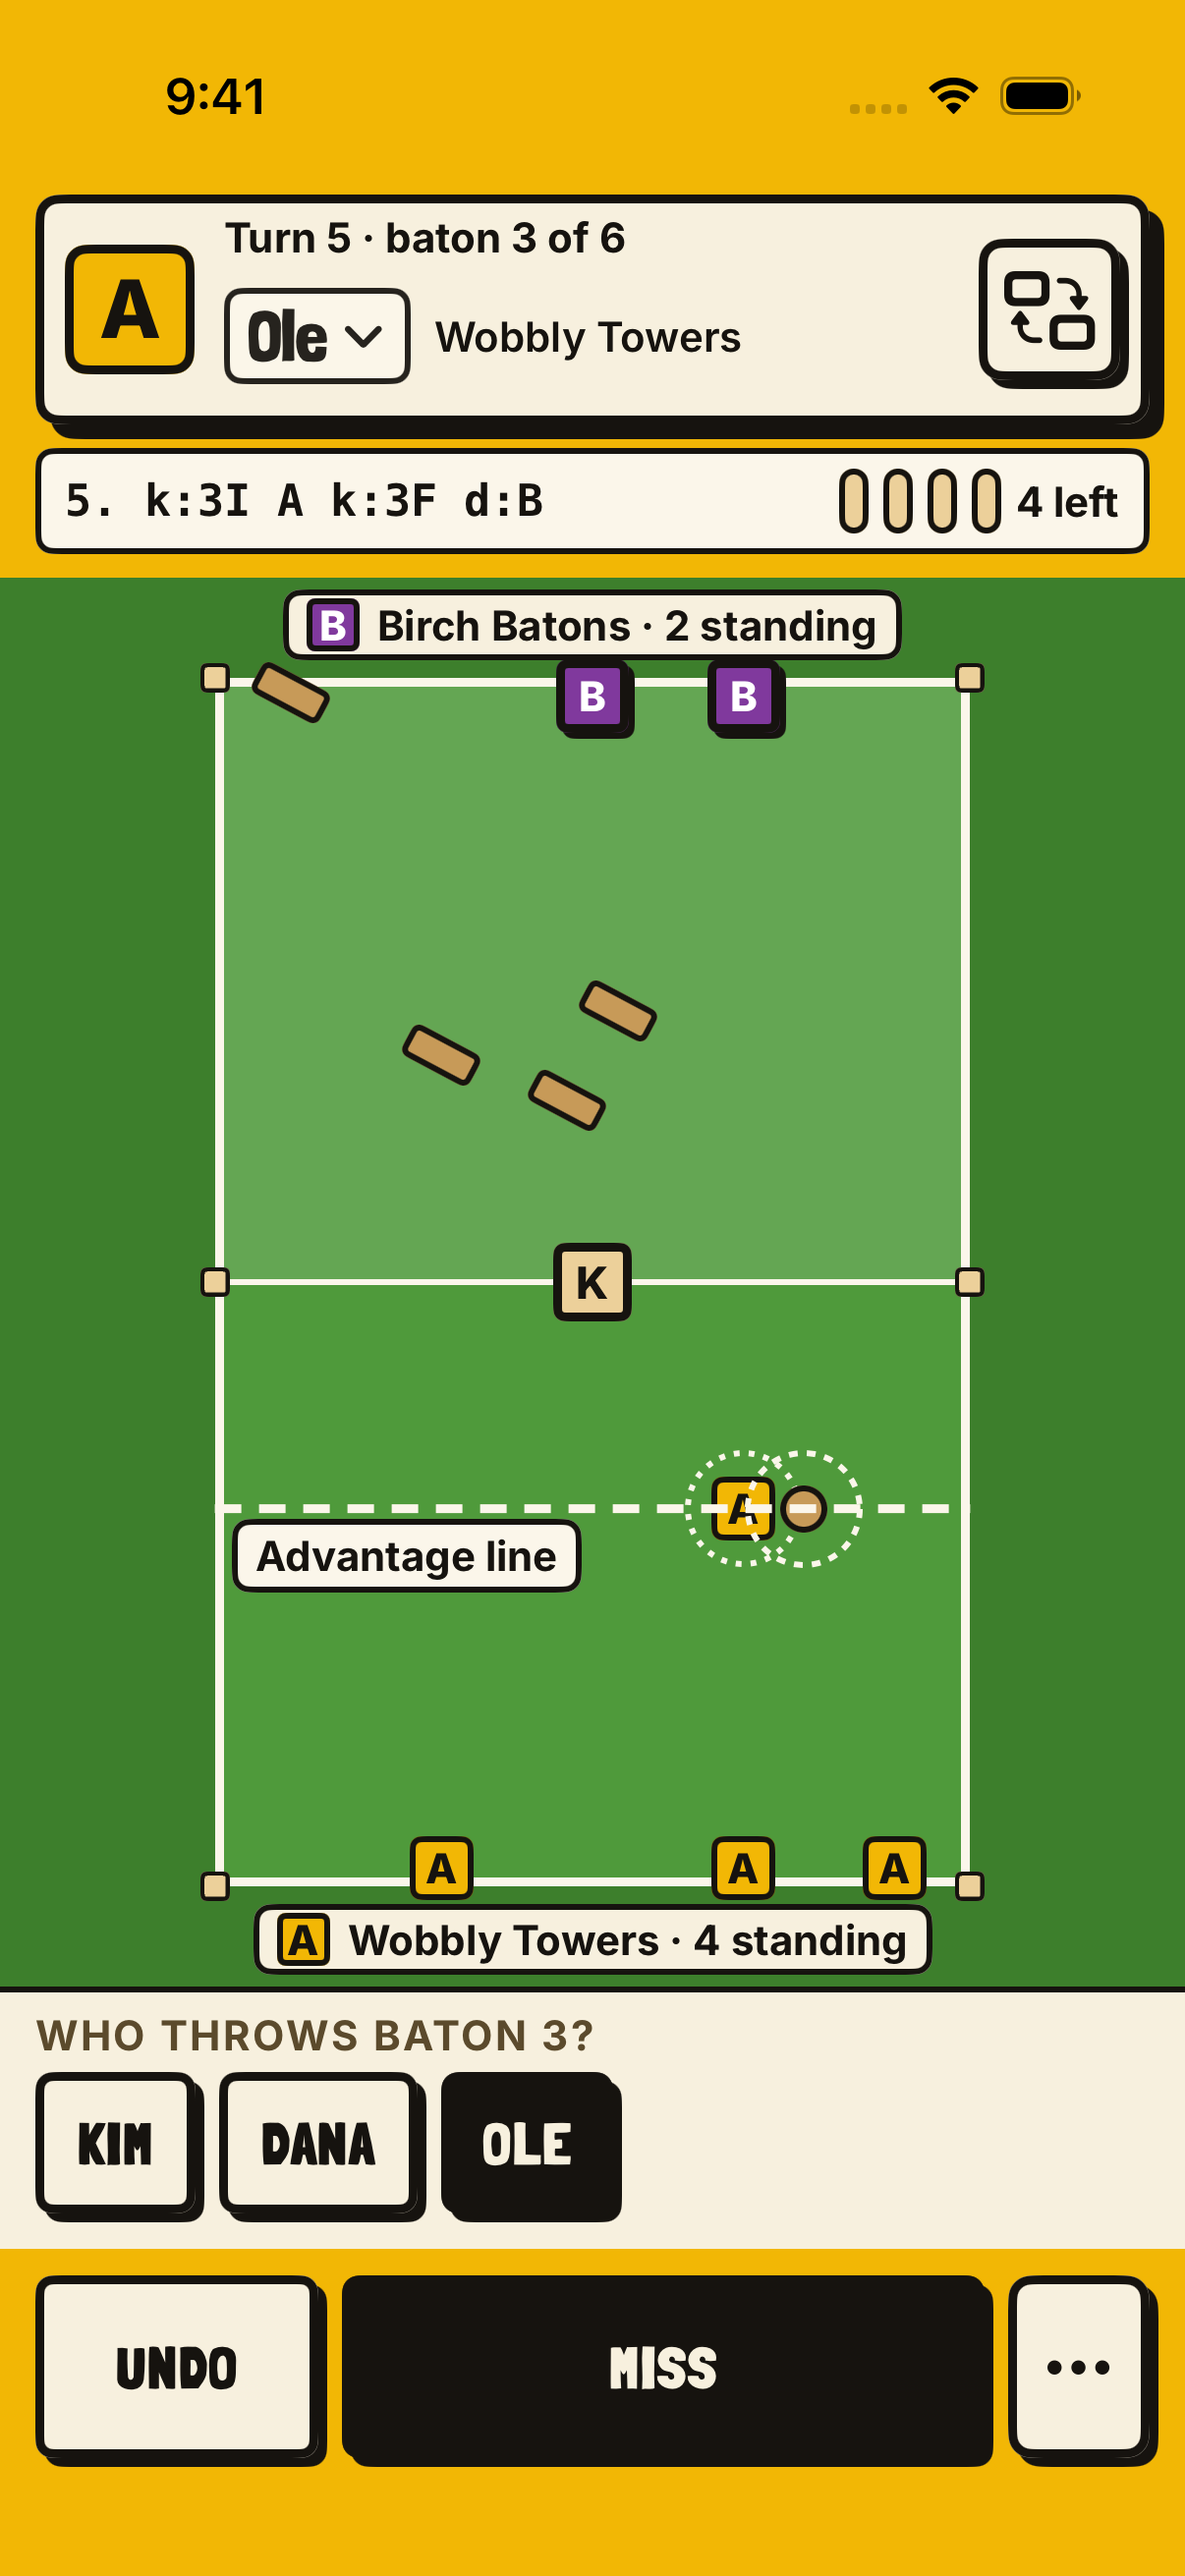 9:41
A
Turn 5 · baton 3 of 6
Ole
Wobbly Towers
5. k:3I A k:3F d:B
4 left
B Birch Batons · 2 standing
B B
K
A
Advantage line
A A A
A Wobbly Towers · 4 standing
WHO THROWS BATON 3?
KIM DANA OLE
UNDO MISS